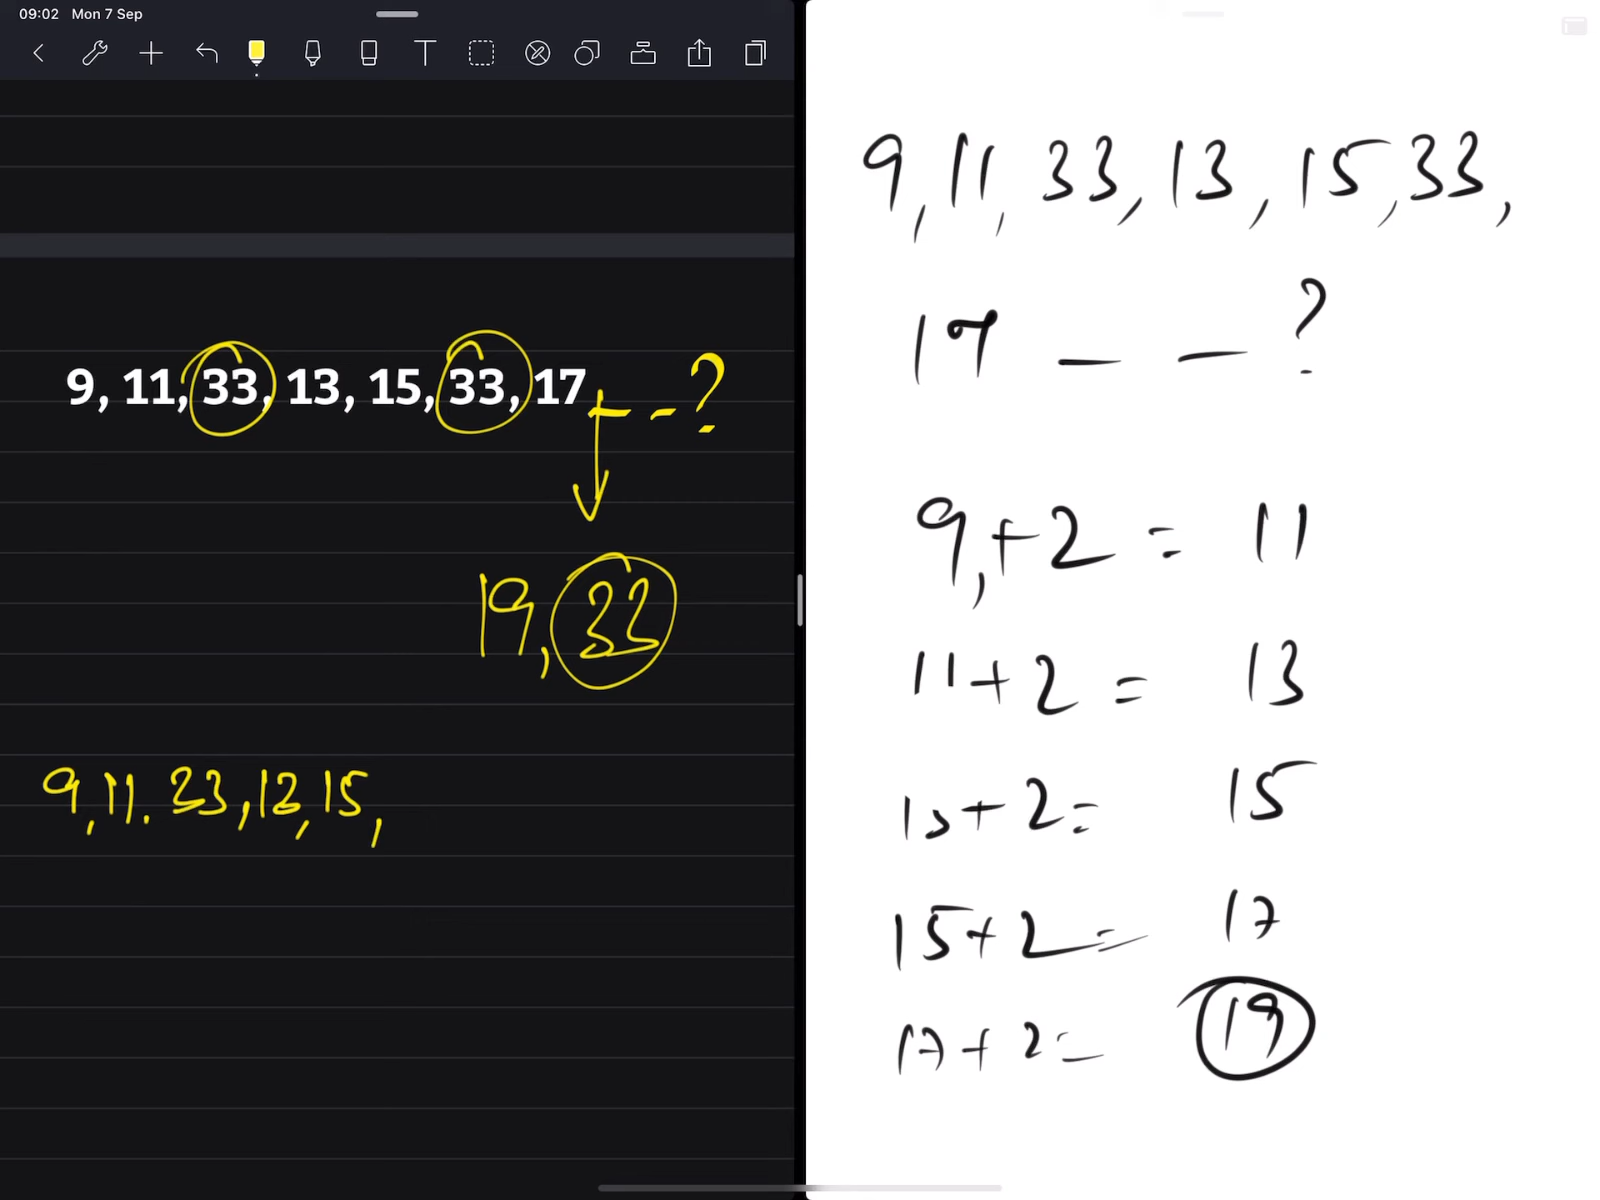 09:02 Mon 7 Sep
9, 11, 33, 13, 15, 33, 17 - - ?
19, 33
9, 11. 33, 13, 15,
9, 11, 33, 13, 15, 33,
17 - - ?
9, + 2 = 11
11 + 2 = 13
13 + 2 = 15
15 + 2 = 17
17 + 2 = 19